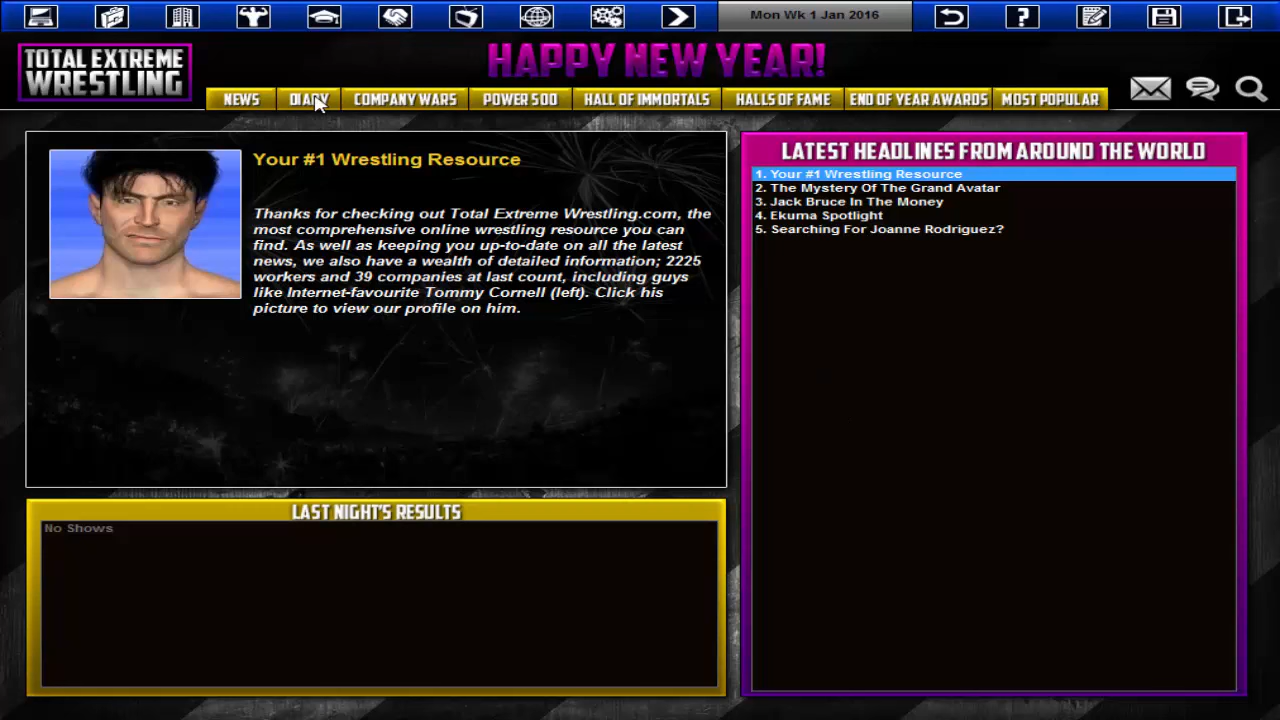 Mon Wk 1 Jan 2016
TOTAL EXTREME
WRESTLING
HAPPY NEW YEAR!
NEWS
DIARY
COMPANY WARS
POWER 500
HALL OF IMMORTALS
HALLS OF FAME
END OF YEAR AWARDS
MOST POPULAR
Your #1 Wrestling Resource
Thanks for checking out Total Extreme Wrestling.com, the
most comprehensive online wrestling resource you can
find. As well as keeping you up-to-date on all the latest
news, we also have a wealth of detailed information; 2225
workers and 39 companies at last count, including guys
like Internet-favourite Tommy Cornell (left). Click his
picture to view our profile on him.
LATEST HEADLINES FROM AROUND THE WORLD
1. Your #1 Wrestling Resource
2. The Mystery Of The Grand Avatar
3. Jack Bruce In The Money
4. Ekuma Spotlight
5. Searching For Joanne Rodriguez?
LAST NIGHT'S RESULTS
No Shows